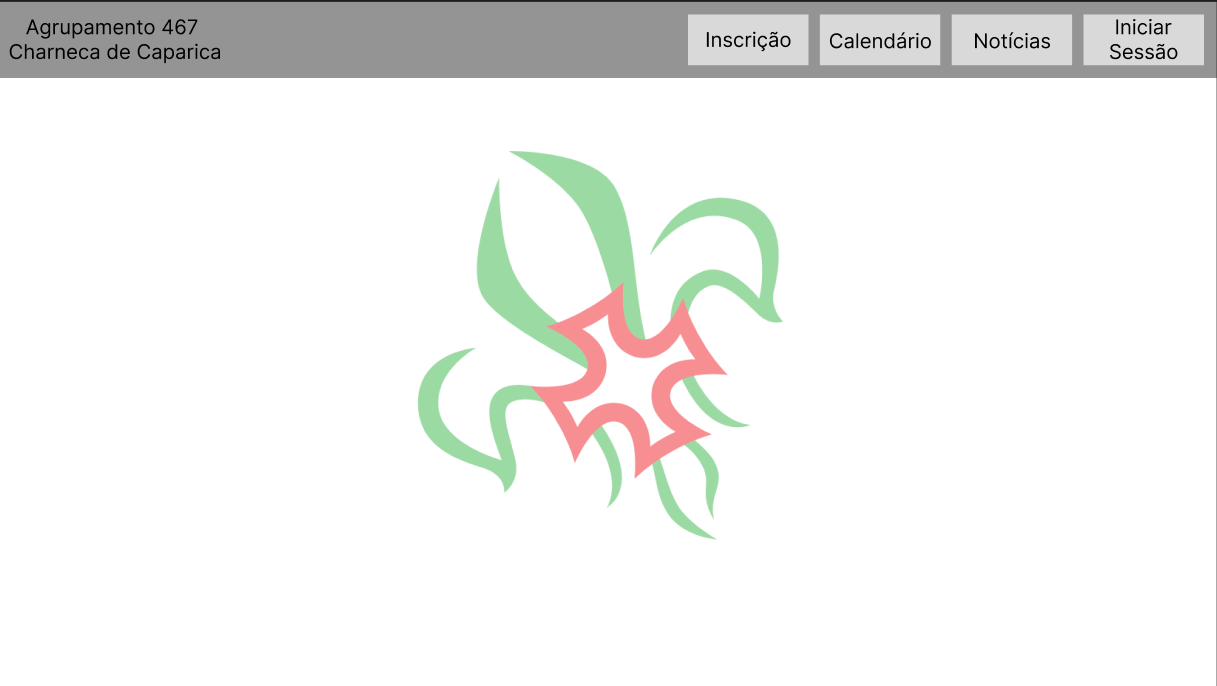 Agrupamento 467
Charneca de Caparica
Inscrição
Calendário
Notícias
Iniciar
Sessão